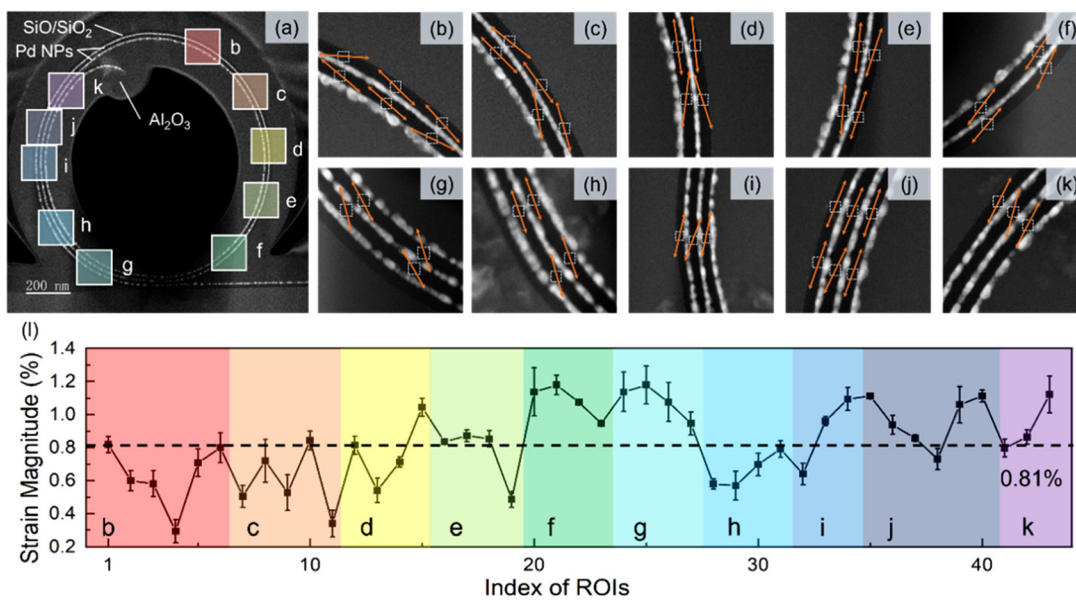 (a)
SiO/SiO₂
Pd NPs
Al₂O₃
b
c
d
e
f
g
h
i
j
k
200 nm
(b)
(c)
(d)
(e)
(f)
(g)
(h)
(i)
(j)
(k)
(l)
Strain Magnitude (%)
1.4
1.2
1.0
0.8
0.6
0.4
0.2
b
c
d
e
f
g
h
i
j
k
0.81%
1
10
20
30
40
Index of ROIs